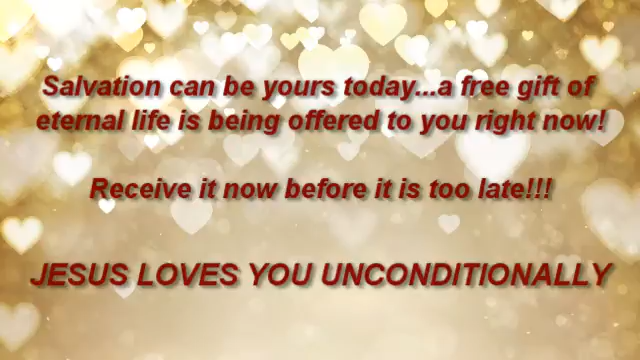 Salvation can be yours today...a free gift of
eternal life is being offered to you right now!
Receive it now before it is too late!!!
JESUS LOVES YOU UNCONDITIONALLY